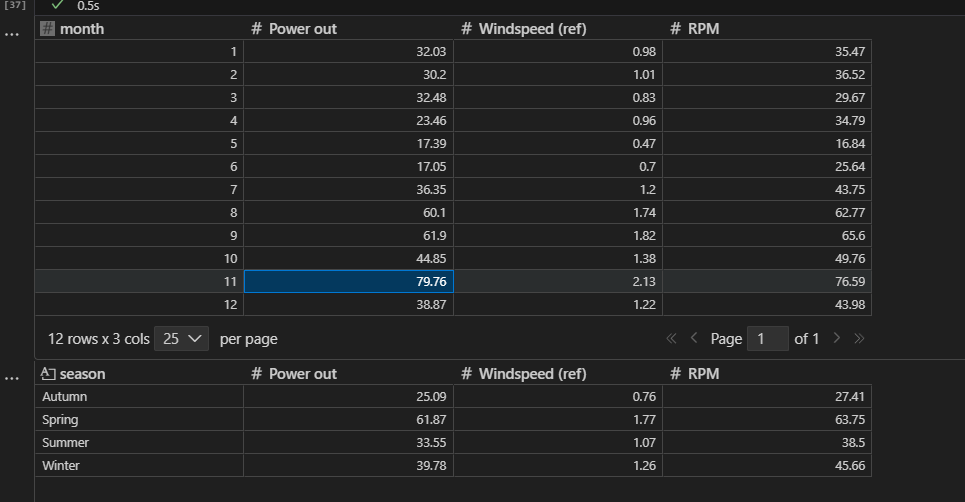 [37] 0.5s
# month # Power out # Windspeed (ref) # RPM
1 32.03 0.98 35.47
2 30.2 1.01 36.52
3 32.48 0.83 29.67
4 23.46 0.96 34.79
5 17.39 0.47 16.84
6 17.05 0.7 25.64
7 36.35 1.2 43.75
8 60.1 1.74 62.77
9 61.9 1.82 65.6
10 44.85 1.38 49.76
11 79.76 2.13 76.59
12 38.87 1.22 43.98
12 rows x 3 cols 25 per page Page 1 of 1
season # Power out # Windspeed (ref) # RPM
Autumn 25.09 0.76 27.41
Spring 61.87 1.77 63.75
Summer 33.55 1.07 38.5
Winter 39.78 1.26 45.66